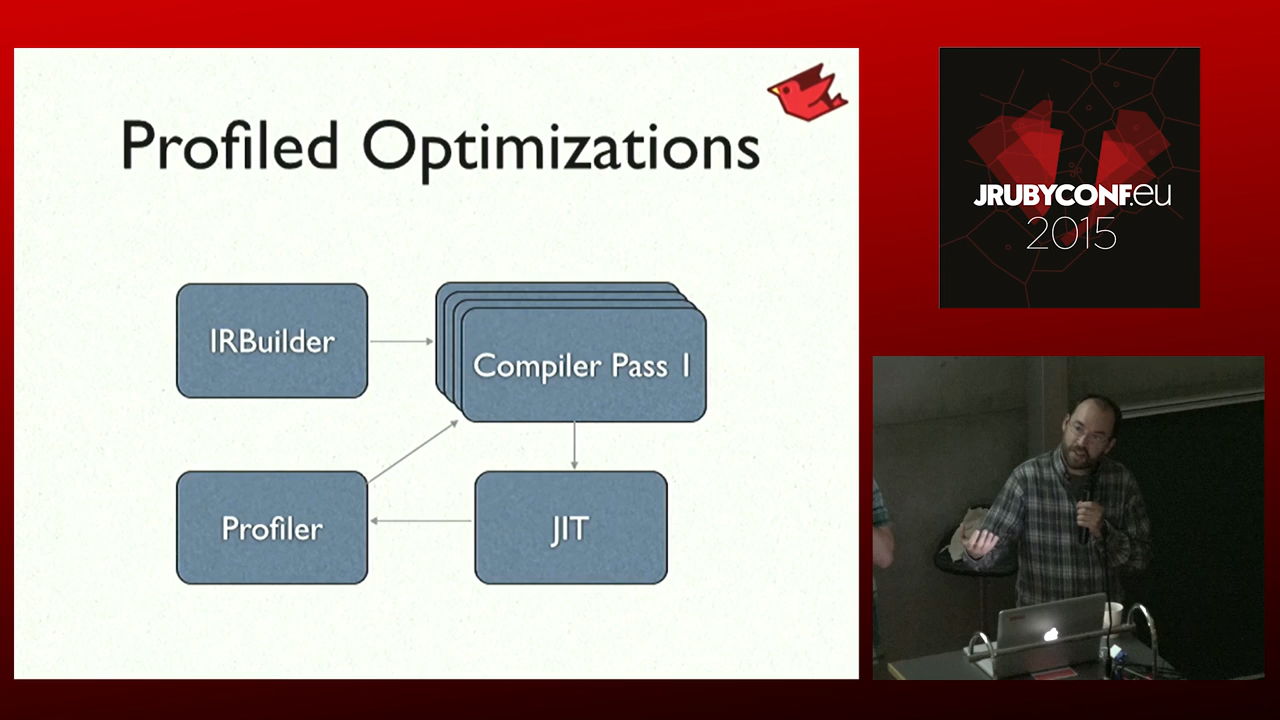 Profiled Optimizations
IRBuilder
Compiler Pass 1
Profiler
JIT
JRUBYCONF.eu
2015